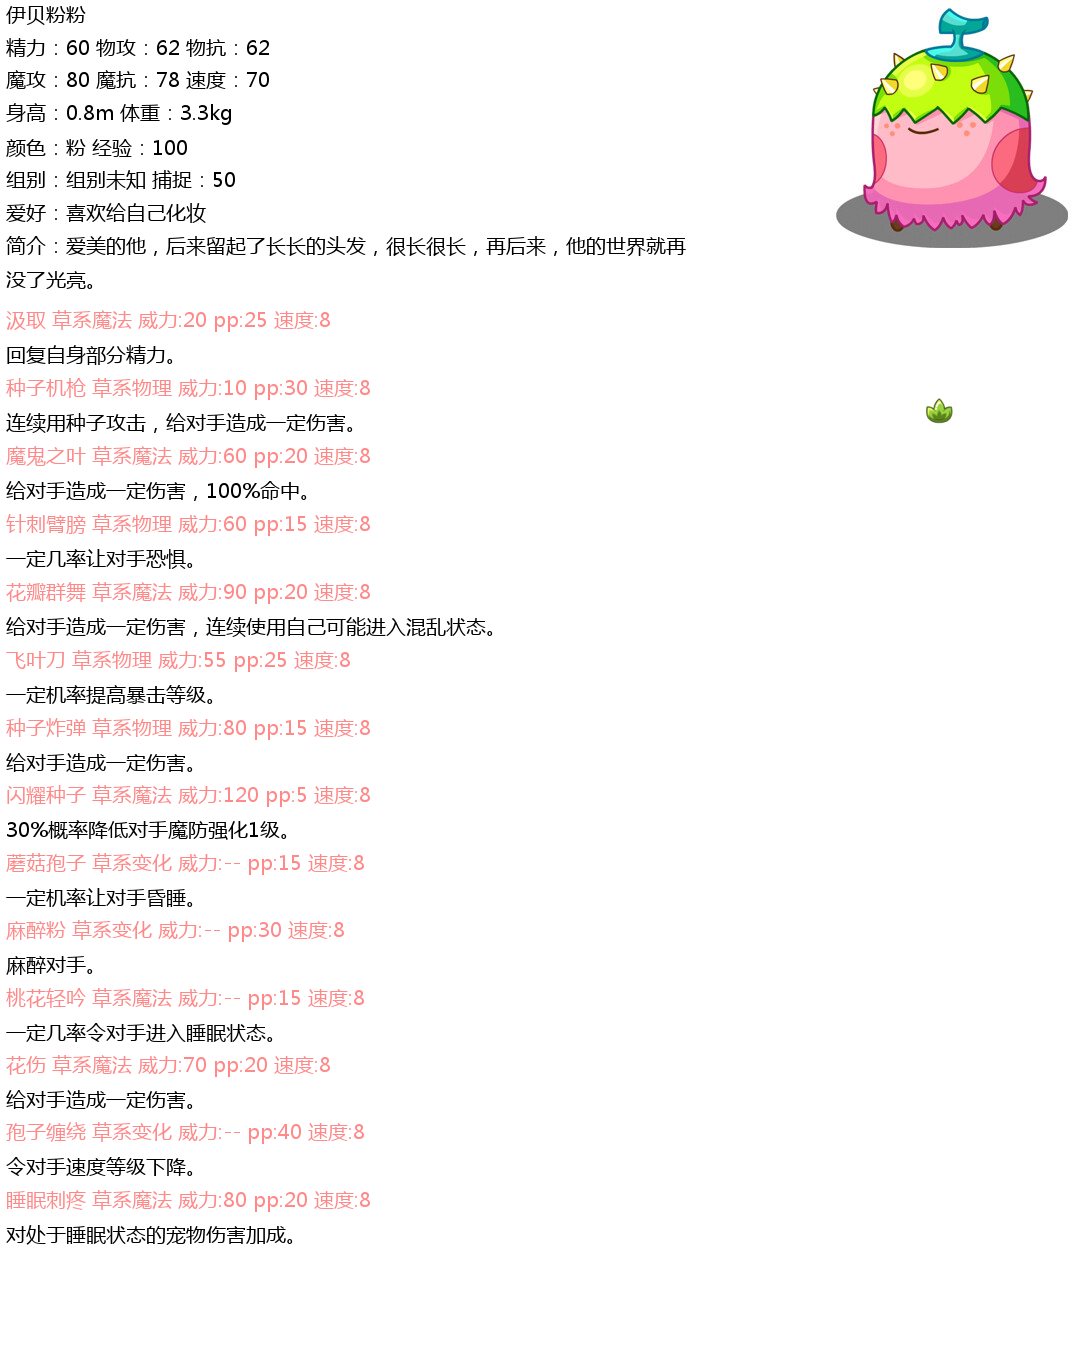 伊贝粉粉
精力：60 物攻：62 物抗：62
魔攻：80 魔抗：78 速度：70
身高：0.8m 体重：3.3kg
颜色：粉 经验：100
组别：组别未知 捕捉：50
爱好：喜欢给自己化妆
简介：爱美的他，后来留起了长长的头发，很长很长，再后来，他的世界就再
没了光亮。
汲取 草系魔法 威力:20 pp:25 速度:8
回复自身部分精力。
种子机枪 草系物理 威力:10 pp:30 速度:8
连续用种子攻击，给对手造成一定伤害。
魔鬼之叶 草系魔法 威力:60 pp:20 速度:8
给对手造成一定伤害，100%命中。
针刺臂膀 草系物理 威力:60 pp:15 速度:8
一定几率让对手恐惧。
花瓣群舞 草系魔法 威力:90 pp:20 速度:8
给对手造成一定伤害，连续使用自己可能进入混乱状态。
飞叶刀 草系物理 威力:55 pp:25 速度:8
一定机率提高暴击等级。
种子炸弹 草系物理 威力:80 pp:15 速度:8
给对手造成一定伤害。
闪耀种子 草系魔法 威力:120 pp:5 速度:8
30%概率降低对手魔防强化1级。
蘑菇孢子 草系变化 威力:-- pp:15 速度:8
一定机率让对手昏睡。
麻醉粉 草系变化 威力:-- pp:30 速度:8
麻醉对手。
桃花轻吟 草系魔法 威力:-- pp:15 速度:8
一定几率令对手进入睡眠状态。
花伤 草系魔法 威力:70 pp:20 速度:8
给对手造成一定伤害。
孢子缠绕 草系变化 威力:-- pp:40 速度:8
令对手速度等级下降。
睡眠刺疼 草系魔法 威力:80 pp:20 速度:8
对处于睡眠状态的宠物伤害加成。